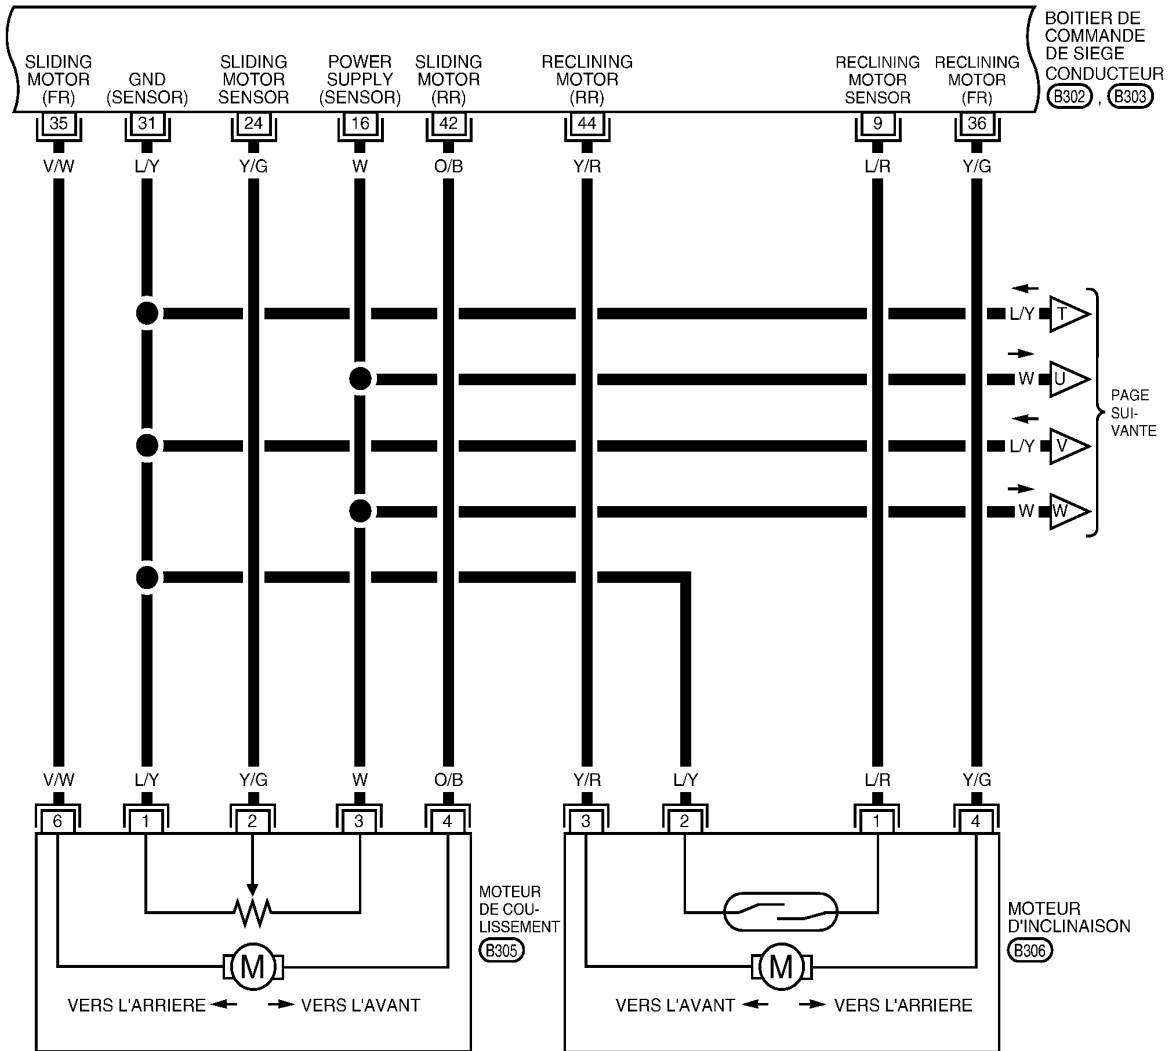 BOITIER DE
COMMANDE
DE SIEGE
CONDUCTEUR
B302 , B303
SLIDING
MOTOR
(FR)
GND
(SENSOR)
SLIDING
MOTOR
SENSOR
POWER
SUPPLY
(SENSOR)
SLIDING
MOTOR
(RR)
RECLINING
MOTOR
(RR)
RECLINING
MOTOR
SENSOR
RECLINING
MOTOR
(FR)
35 31 24 16 42 44 9 36
V/W L/Y Y/G W O/B Y/R L/R Y/G
L/Y T
W U
L/Y V
W W
PAGE
SUI-
VANTE
V/W L/Y Y/G W O/B Y/R L/Y L/R Y/G
6 1 2 3 4 3 2 1 4
MOTEUR
DE COU-
LISSEMENT
B305
M
VERS L'ARRIERE VERS L'AVANT
MOTEUR
D'INCLINAISON
B306
M
VERS L'AVANT VERS L'ARRIERE